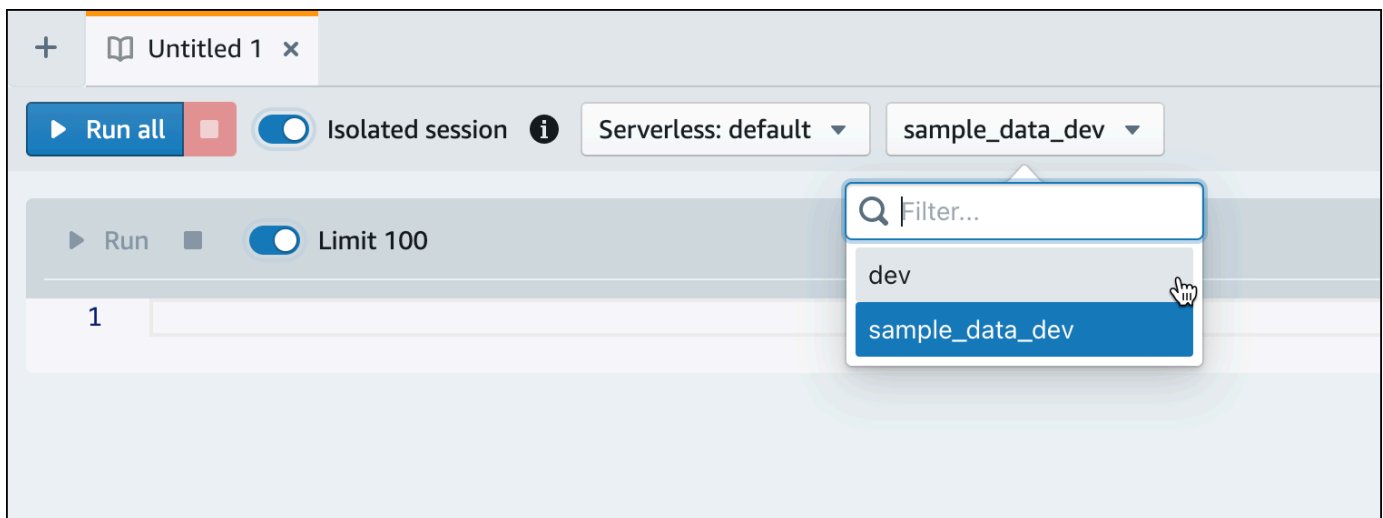 + Untitled 1 ×
Run all Isolated session i Serverless: default sample_data_dev
Filter...
Run Limit 100
dev
1
sample_data_dev